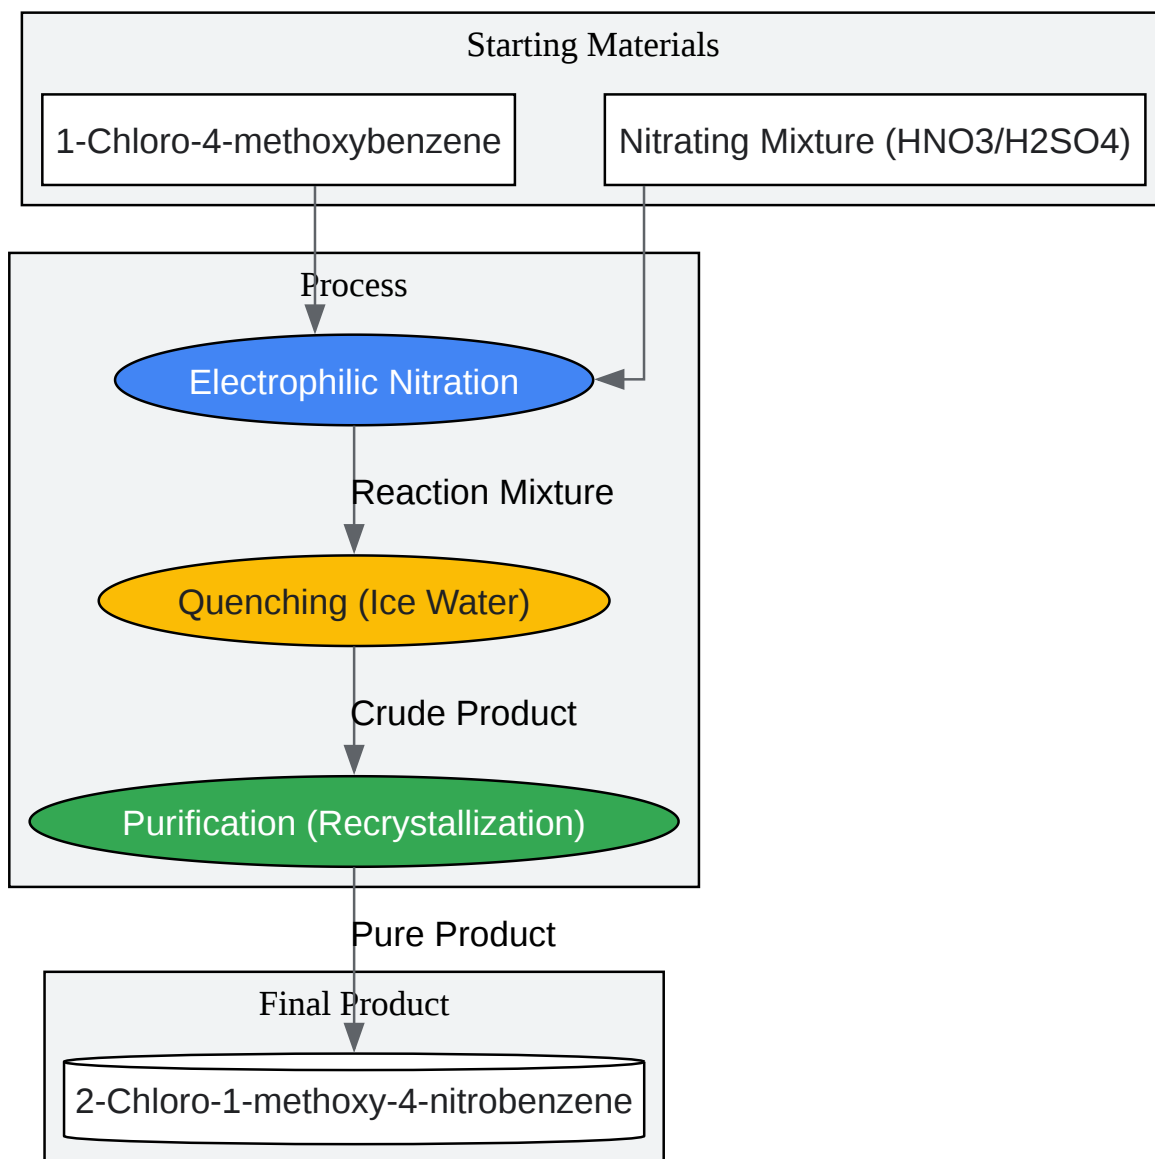 Starting Materials
1-Chloro-4-methoxybenzene
Nitrating Mixture (HNO3/H2SO4)
Process
Electrophilic Nitration
Reaction Mixture
Quenching (Ice Water)
Crude Product
Purification (Recrystallization)
Pure Product
Final Product
2-Chloro-1-methoxy-4-nitrobenzene